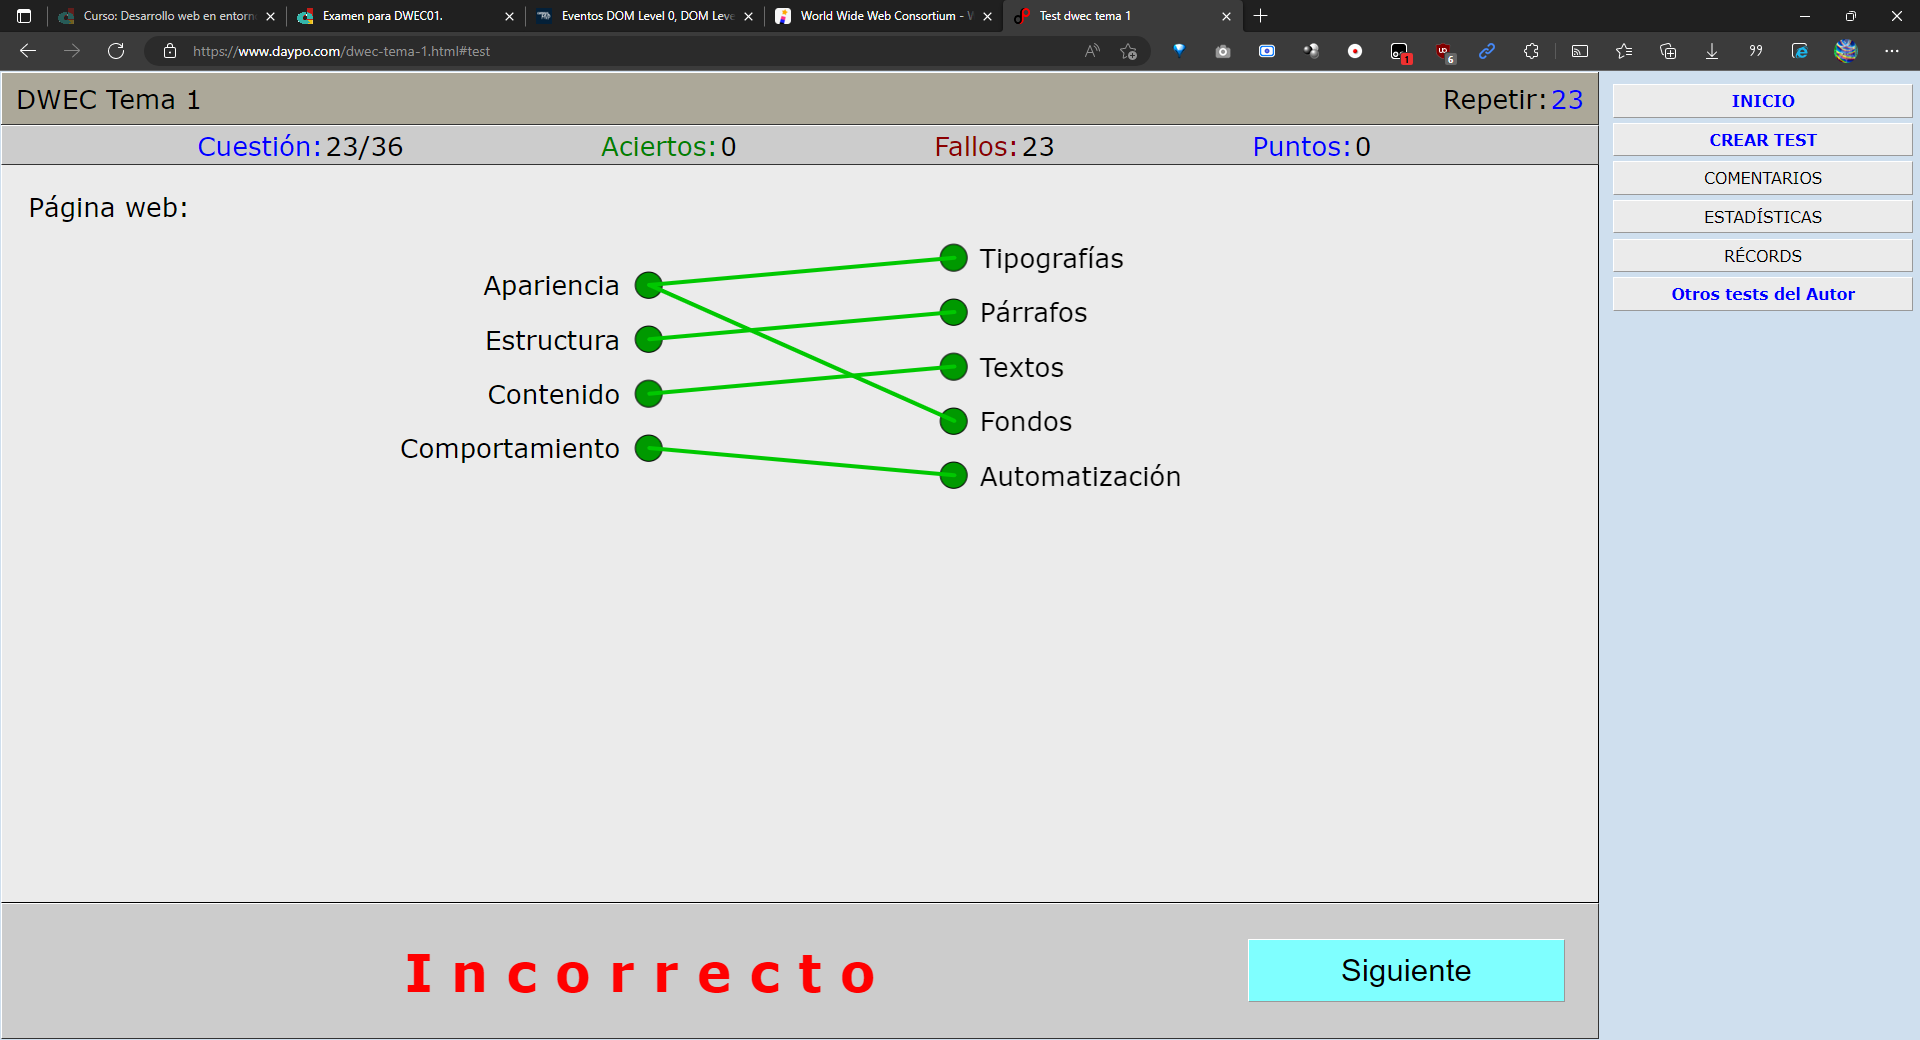 Curso: Desarrollo web en entorn
Examen para DWEC01.
Eventos DOM Level 0, DOM Leve
World Wide Web Consortium - W
Test dwec tema 1
https://www.daypo.com/dwec-tema-1.html#test
1
6
DWEC Tema 1
Repetir:23
Cuestión:23/36
Aciertos:0
Fallos:23
Puntos:0
Página web:
Apariencia
Estructura
Contenido
Comportamiento
Tipografías
Párrafos
Textos
Fondos
Automatización
Incorrecto
Siguiente
INICIO
CREAR TEST
COMENTARIOS
ESTADÍSTICAS
RÉCORDS
Otros tests del Autor